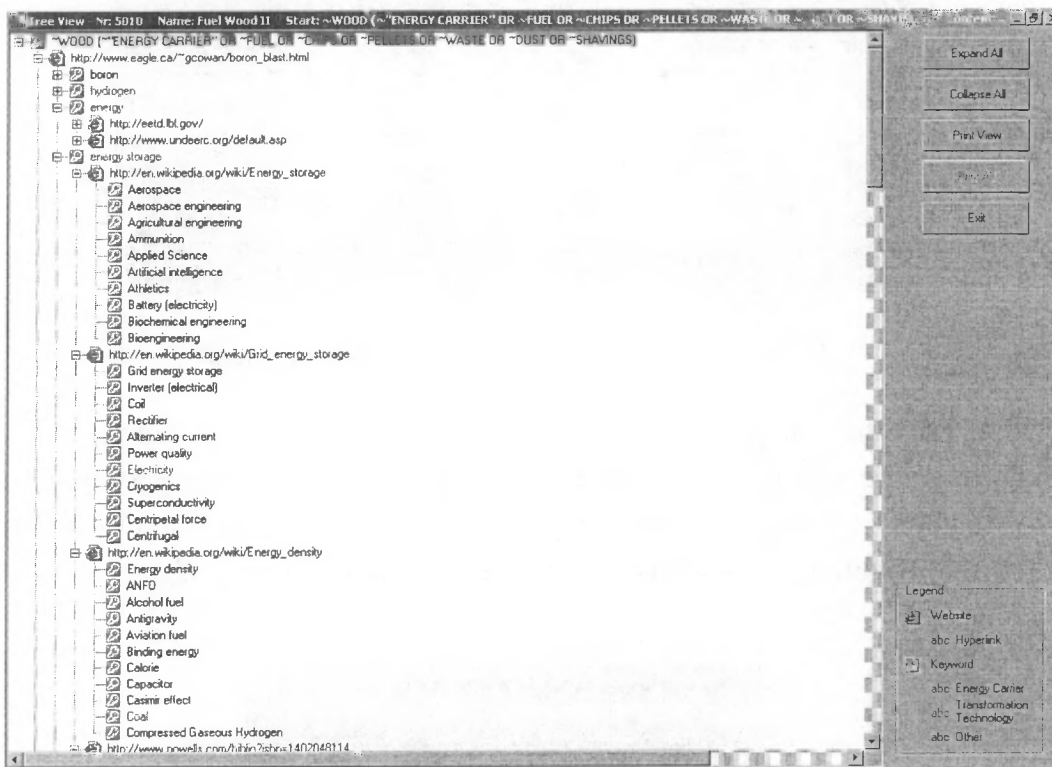 Tree View - Nr: 5010 Name: Fuel Wood II Start: ~WOOD (~"ENERGY CARRIER" OR ~FUEL OR ~CHIPS OR ~PELLETS OR ~WASTE OR
~WOOD (~"ENERGY CARRIER" OR ~FUEL OR ~CHIPS OR ~PELLETS OR ~WASTE OR ~DUST OR ~SHAVINGS)
http://www.eagle.ca/~gcowan/boron_blast.html
boron
hydrogen
energy
http://eetd.lbl.gov/
http://www.undeerc.org/default.asp
energy storage
http://en.wikipedia.org/wiki/Energy_storage
Aerospace
Aerospace engineering
Agricultural engineering
Ammunition
Applied Science
Artificial intelligence
Athletics
Battery (electricity)
Biochemical engineering
Bioengineering
http://en.wikipedia.org/wiki/Grid_energy_storage
Grid energy storage
Inverter (electrical)
Coil
Rectifier
Alternating current
Power quality
Electricity
Cryogenics
Superconductivity
Centripetal force
Centrifugal
http://en.wikipedia.org/wiki/Energy_density
Energy density
ANFO
Alcohol fuel
Antigravity
Aviation fuel
Binding energy
Calorie
Capacitor
Casimir effect
Coal
Compressed Gaseous Hydrogen
http://www.powells.com/biblio?isbn=1402048114
Expand All
Collapse All
Print View
Print All
Exit
Legend
Website
abc Hyperlink
Keyword
abc Energy Carrier
abc Transformation Technology
abc Other